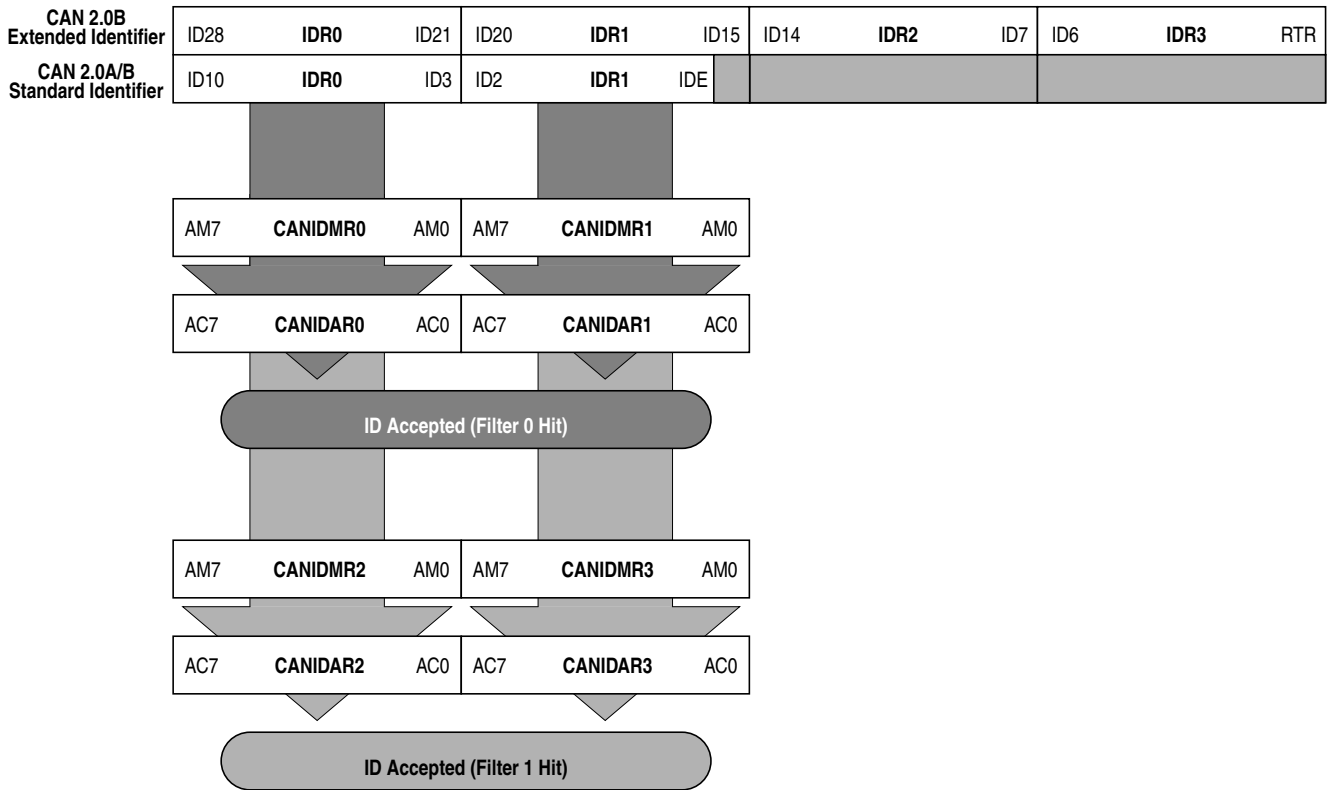 CAN 2.0B
Extended Identifier
ID28 IDR0 ID21 ID20 IDR1 ID15 ID14 IDR2 ID7 ID6 IDR3 RTR
CAN 2.0A/B
Standard Identifier
ID10 IDR0 ID3 ID2 IDR1 IDE
AM7 CANIDMR0 AM0 AM7 CANIDMR1 AM0
AC7 CANIDAR0 AC0 AC7 CANIDAR1 AC0
ID Accepted (Filter 0 Hit)
AM7 CANIDMR2 AM0 AM7 CANIDMR3 AM0
AC7 CANIDAR2 AC0 AC7 CANIDAR3 AC0
ID Accepted (Filter 1 Hit)